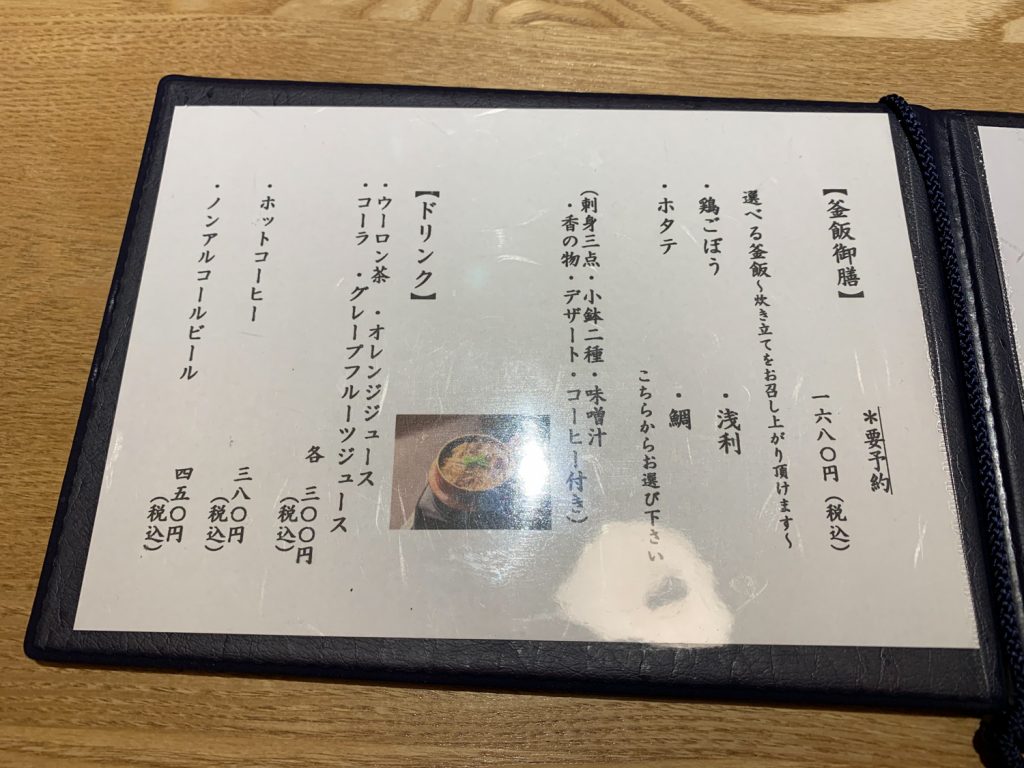 ＊要予約
【釜飯御膳】　一六八〇円（税込）
選べる釜飯～炊き立てをお召し上がり頂けます～
・鶏ごぼう　・浅利
・ホタテ　・鯛
こちらからお選び下さい
（刺身三点・小鉢二種・味噌汁
・香の物・デザート・コーヒー付き）
【ドリンク】
・ウーロン茶　・オレンジジュース
・コーラ　・グレープフルーツジュース
各　三〇〇円
（税込）
・ホットコーヒー　三八〇円
（税込）
・ノンアルコールビール　四五〇円
（税込）